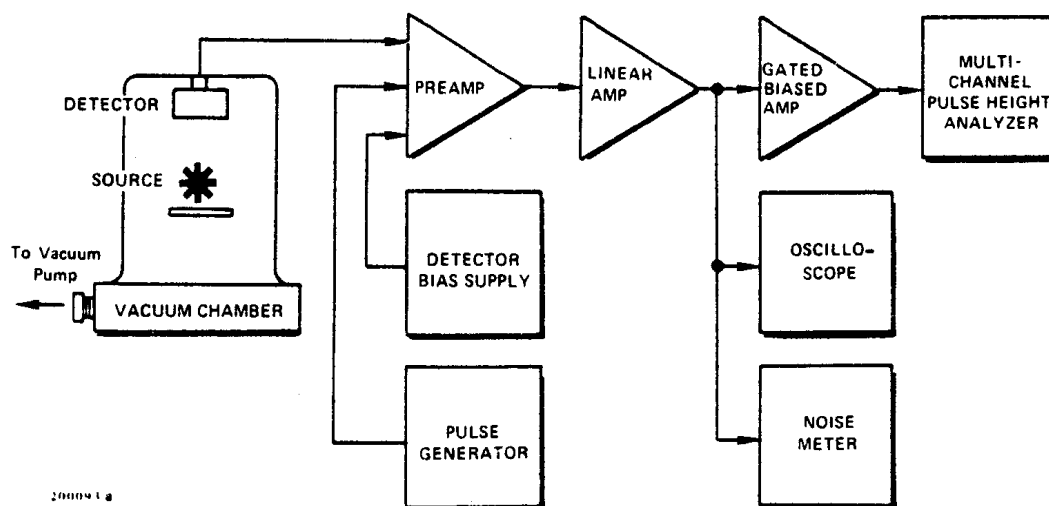 DETECTOR
SOURCE
To Vacuum
Pump
VACUUM CHAMBER
PREAMP
LINEAR
AMP
GATED
BIASED
AMP
MULTI-
CHANNEL
PULSE HEIGHT
ANALYZER
DETECTOR
BIAS SUPPLY
OSCILLO-
SCOPE
PULSE
GENERATOR
NOISE
METER